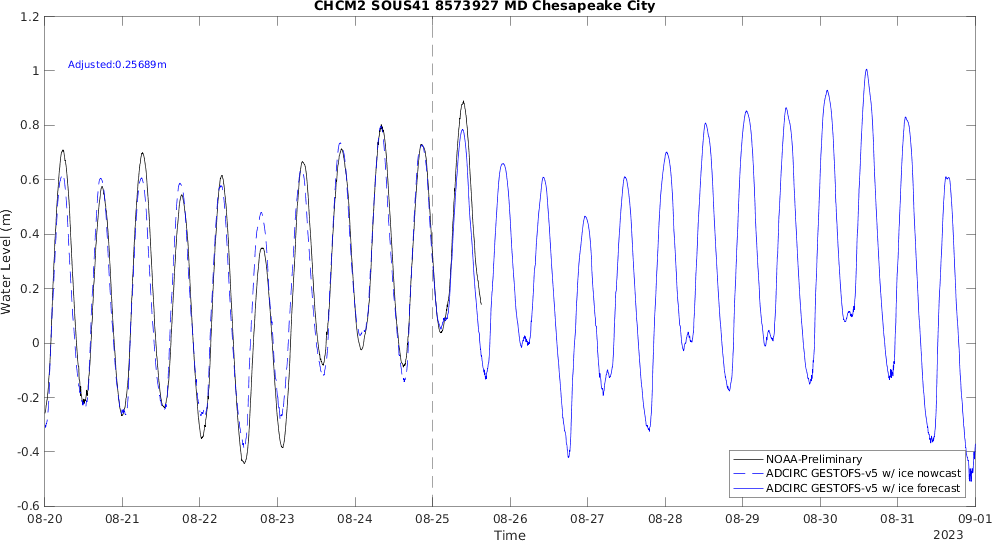 CHCM2 SOUS41 8573927 MD Chesapeake City
1.2
Adjusted:0.25689m
1
0.8
0.6
0.4
0.2
0
-0.2
-0.4
-0.6
Water Level (m)
NOAA-Preliminary
ADCIRC GESTOFS-v5 w/ ice nowcast
ADCIRC GESTOFS-v5 w/ ice forecast
08-20 08-21 08-22 08-23 08-24 08-25 08-26 08-27 08-28 08-29 08-30 08-31 09-01
Time
2023